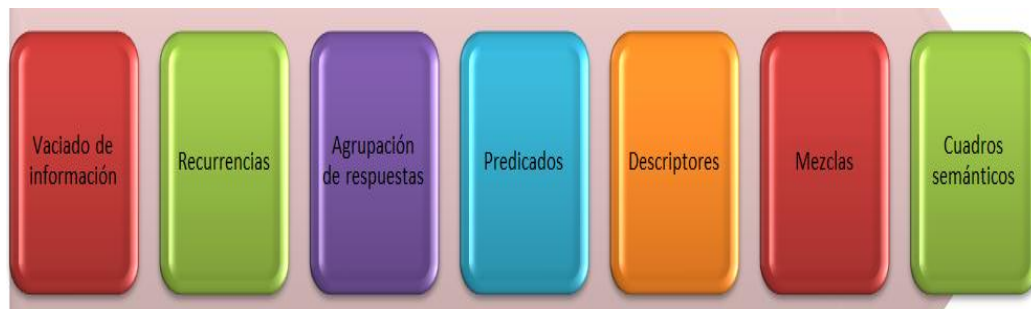 Vaciado de
información
Recurrencias
Agrupación
de respuestas
Predicados
Descriptores
Mezclas
Cuadros
semánticos